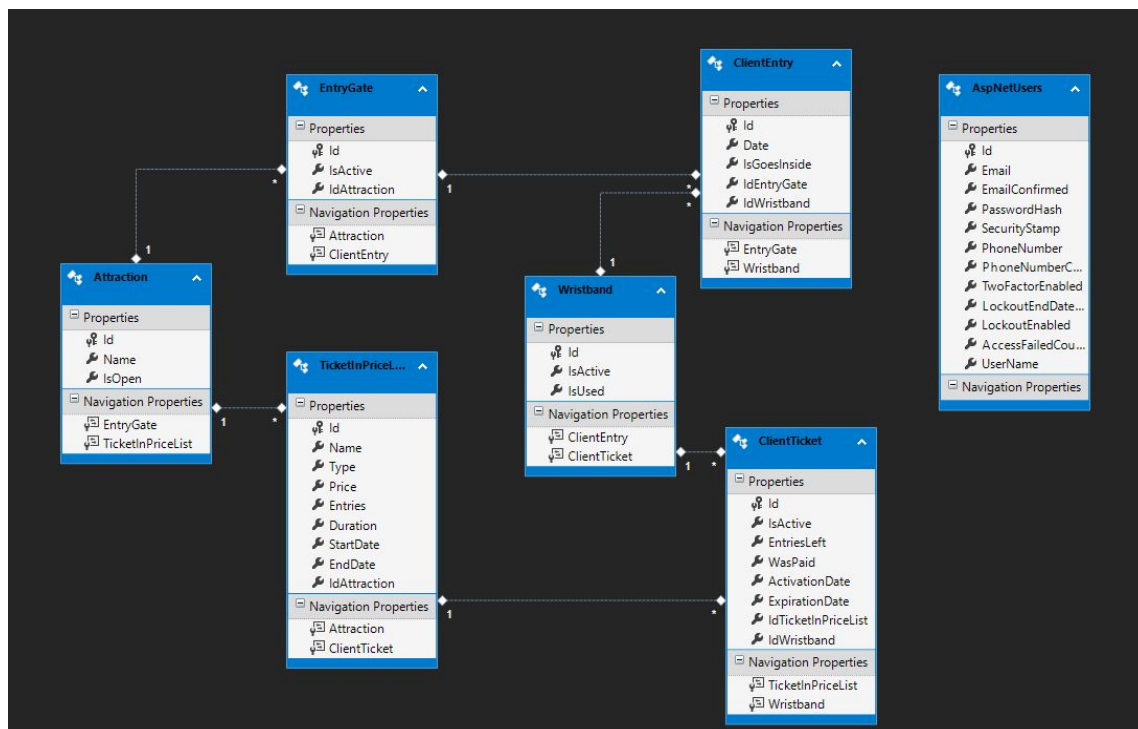 EntryGate
Properties
Id
IsActive
IdAttraction
Navigation Properties
Attraction
ClientEntry
ClientEntry
Properties
Id
Date
IsGoesInside
IdEntryGate
IdWristband
Navigation Properties
EntryGate
Wristband
AspNetUsers
Properties
Id
Email
EmailConfirmed
PasswordHash
SecurityStamp
PhoneNumber
PhoneNumberC...
TwoFactorEnabled
LockoutEndDate...
LockoutEnabled
AccessFailedCou...
UserName
Navigation Properties
Attraction
Properties
Id
Name
IsOpen
Navigation Properties
EntryGate
TicketInPriceList
TicketInPriceL...
Properties
Id
Name
Type
Price
Entries
Duration
StartDate
EndDate
IdAttraction
Navigation Properties
Attraction
ClientTicket
Wristband
Properties
Id
IsActive
IsUsed
Navigation Properties
ClientEntry
ClientTicket
ClientTicket
Properties
Id
IsActive
EntriesLeft
WasPaid
ActivationDate
ExpirationDate
IdTicketInPriceList
IdWristband
Navigation Properties
TicketInPriceList
Wristband
*
1
1
*
*
1
1
*
1
*
1
*